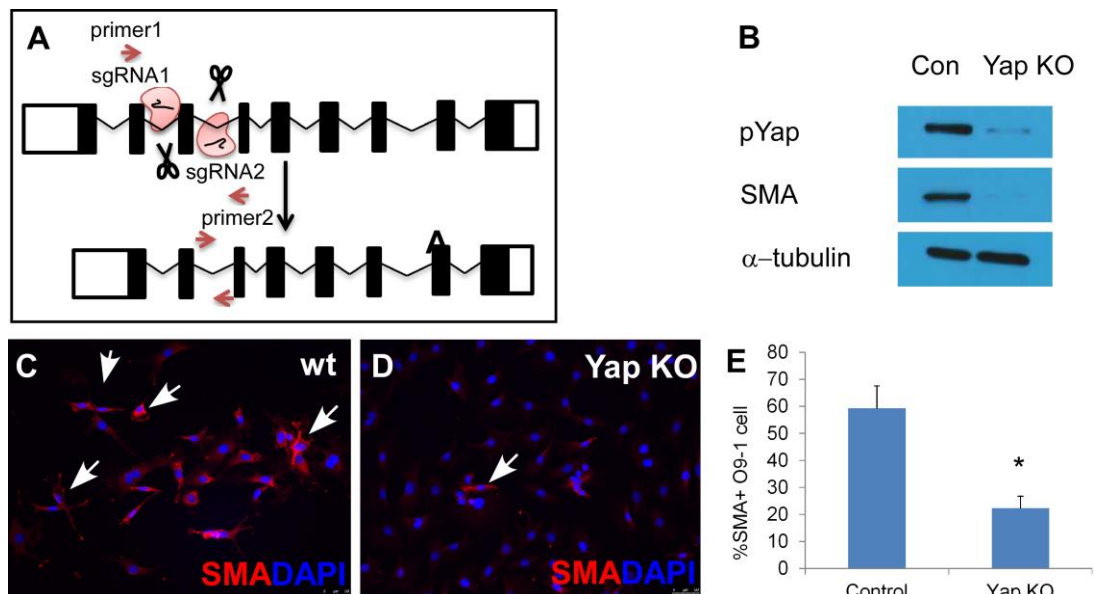 A
primer1
sgRNA1
sgRNA2
primer2
B
Con Yap KO
pYap
SMA
α–tubulin
C
wt
SMADAPI
D
Yap KO
SMADAPI
E
%SMA+ O9-1 cell
80
70
60
50
40
30
20
10
0
*
Control
Yap KO